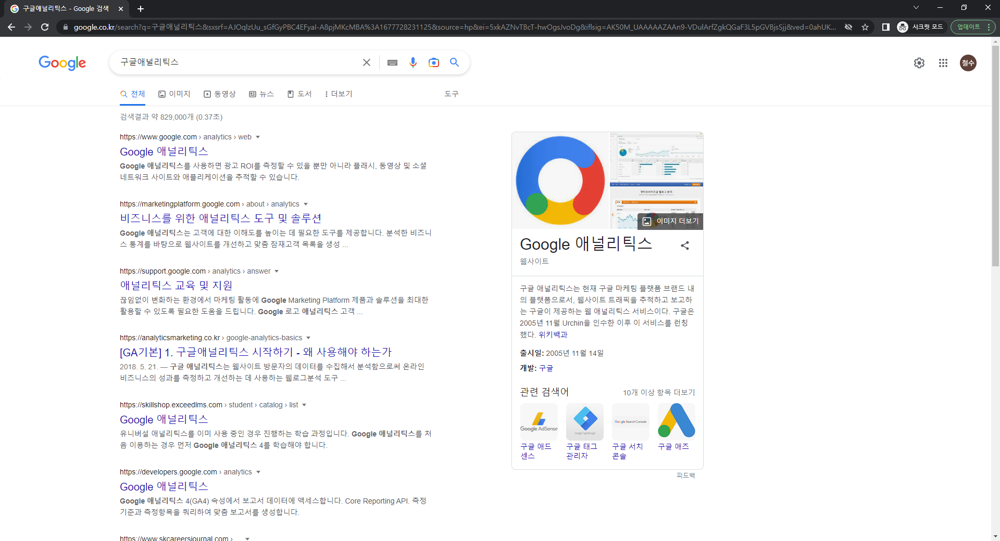 구글애널리틱스 - Google 검색
google.co.kr/search?q=구글애널리틱스&sxsrf=AJOqlzUu_sGfGyPBC4EFyaI-A8pjMKcMBA%3A1677728231125&source=hp&ei=5xkAZNvTBcT-hwOgsJvoDg&iflsig=AK50M_UAAAAAZAAn9-VDulArfZgkQGaF3L5pGVBjsSjj&ved=0ahUK...
시크릿 모드
업데이트
Google
구글애널리틱스
철수
전체
이미지
동영상
뉴스
도서
더보기
도구
검색결과 약 829,000개 (0.37초)
https://www.google.com › analytics › web
Google 애널리틱스
Google 애널리틱스를 사용하면 광고 ROI를 측정할 수 있을 뿐만 아니라 플래시, 동영상 및 소셜
네트워크 사이트와 애플리케이션을 추적할 수 있습니다.
https://marketingplatform.google.com › about › analytics
비즈니스를 위한 애널리틱스 도구 및 솔루션
Google 애널리틱스는 고객에 대한 이해도를 높이는 데 필요한 도구를 제공합니다. 분석한 비즈니
스 통계를 바탕으로 웹사이트를 개선하고 맞춤 잠재고객 목록을 생성 ...
https://support.google.com › analytics › answer
애널리틱스 교육 및 지원
끊임없이 변화하는 환경에서 마케팅 활동에 Google Marketing Platform 제품과 솔루션을 최대한
활용할 수 있도록 필요한 도움을 드립니다. Google 로고 애널리틱스 고객 ...
https://analyticsmarketing.co.kr › google-analytics-basics
[GA기본] 1. 구글애널리틱스 시작하기 - 왜 사용해야 하는가
2018. 5. 21. — 구글 애널리틱스는 웹사이트 방문자의 데이터를 수집해서 분석함으로써 온라인
비즈니스의 성과를 측정하고 개선하는 데 사용하는 웹로그분석 도구 ...
https://skillshop.exceedlms.com › student › catalog › list
Google 애널리틱스
유니버설 애널리틱스를 이미 사용 중인 경우 진행하는 학습 과정입니다. Google 애널리틱스를 처
음 이용하는 경우 먼저 Google 애널리틱스 4를 학습해야 합니다.
https://developers.google.com › analytics
Google 애널리틱스
Google 애널리틱스 4(GA4) 속성에서 보고서 데이터에 액세스합니다. Core Reporting API. 측정
기준과 측정항목을 쿼리하여 맞춤 보고서를 생성합니다.
https://www.skcareersjournal.com ›
엔터프라이즈급 웹로그 분석
이미지 더보기
Google 애널리틱스
웹사이트
구글 애널리틱스는 현재 구글 마케팅 플랫폼 브랜드 내
의 플랫폼으로서, 웹사이트 트래픽을 추적하고 보고하
는 구글이 제공하는 웹 애널리틱스 서비스이다. 구글은
2005년 11월 Urchin을 인수한 이후 이 서비스를 런칭
했다. 위키백과
출시일: 2005년 11월 14일
개발: 구글
관련 검색어
10개 이상 항목 더보기
Google AdSense
Google Tag Manager
Google Search Console
구글 애드
센스
구글 태그
관리자
구글 서치
콘솔
구글 애즈
피드백